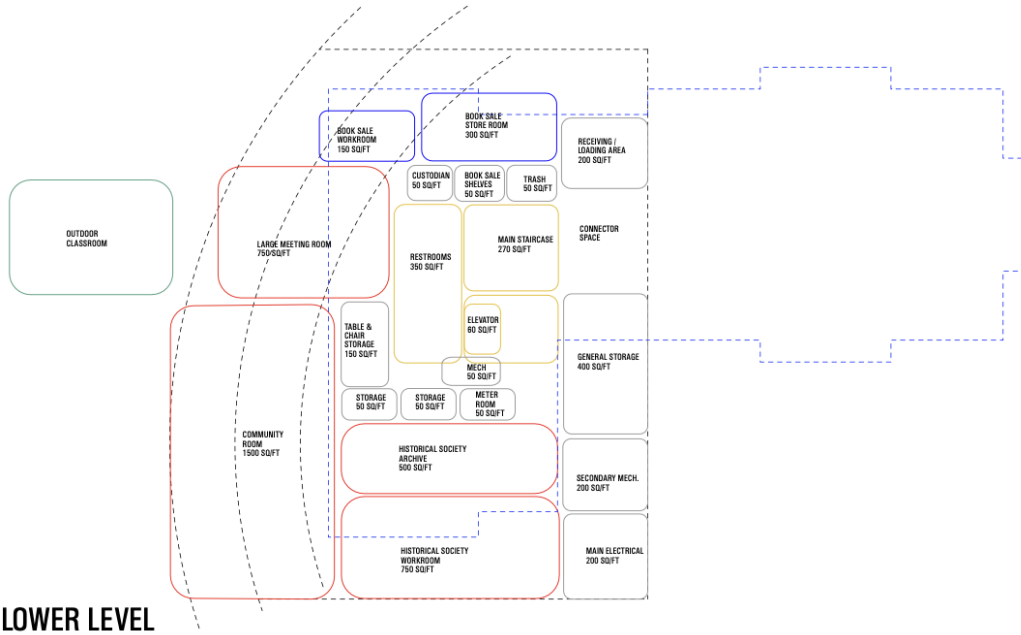 BOOK SALE
WORKROOM
150 SQ/FT
BOOK SALE
STORE ROOM
300 SQ/FT
RECEIVING /
LOADING AREA
200 SQ/FT
CUSTODIAN
50 SQ/FT
BOOK SALE
SHELVES
50 SQ/FT
TRASH
50 SQ/FT
OUTDOOR
CLASSROOM
LARGE MEETING ROOM
750/SQ/FT
RESTROOMS
350 SQ/FT
MAIN STAIRCASE
270 SQ/FT
CONNECTOR
SPACE
TABLE &
CHAIR
STORAGE
150 SQ/FT
ELEVATOR
60 SQ/FT
MECH
50 SQ/FT
GENERAL STORAGE
400 SQ/FT
STORAGE
50 SQ/FT
STORAGE
50 SQ/FT
METER
ROOM
50 SQ/FT
COMMUNITY
ROOM
1500 SQ/FT
HISTORICAL SOCIETY
ARCHIVE
500 SQ/FT
SECONDARY MECH.
200 SQ/FT
HISTORICAL SOCIETY
WORKROOM
750 SQ/FT
MAIN ELECTRICAL
200 SQ/FT
LOWER LEVEL